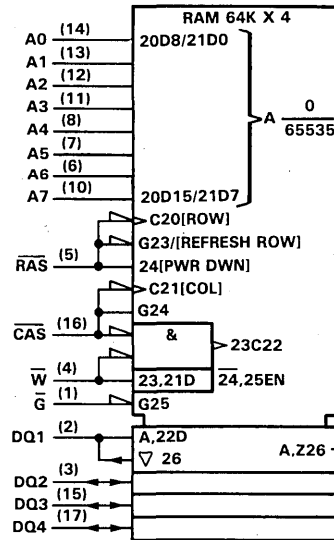 RAM 64K X 4
A0 (14) 20D8/21D0
A1 (13)
A2 (12)
A3 (11)
A 0/65535
A4 (8)
A5 (7)
A6 (6)
A7 (10) 20D15/21D7
C20[ROW]
G23/[REFRESH ROW]
RAS (5) 24[PWR DWN]
C21[COL]
G24
CAS (16) & 23C22
W (4) 23,21D 24,25EN
G (1) G25
DQ1 (2) A,22D
▽ 26 A,Z26
DQ2 (3)
DQ3 (15)
DQ4 (17)